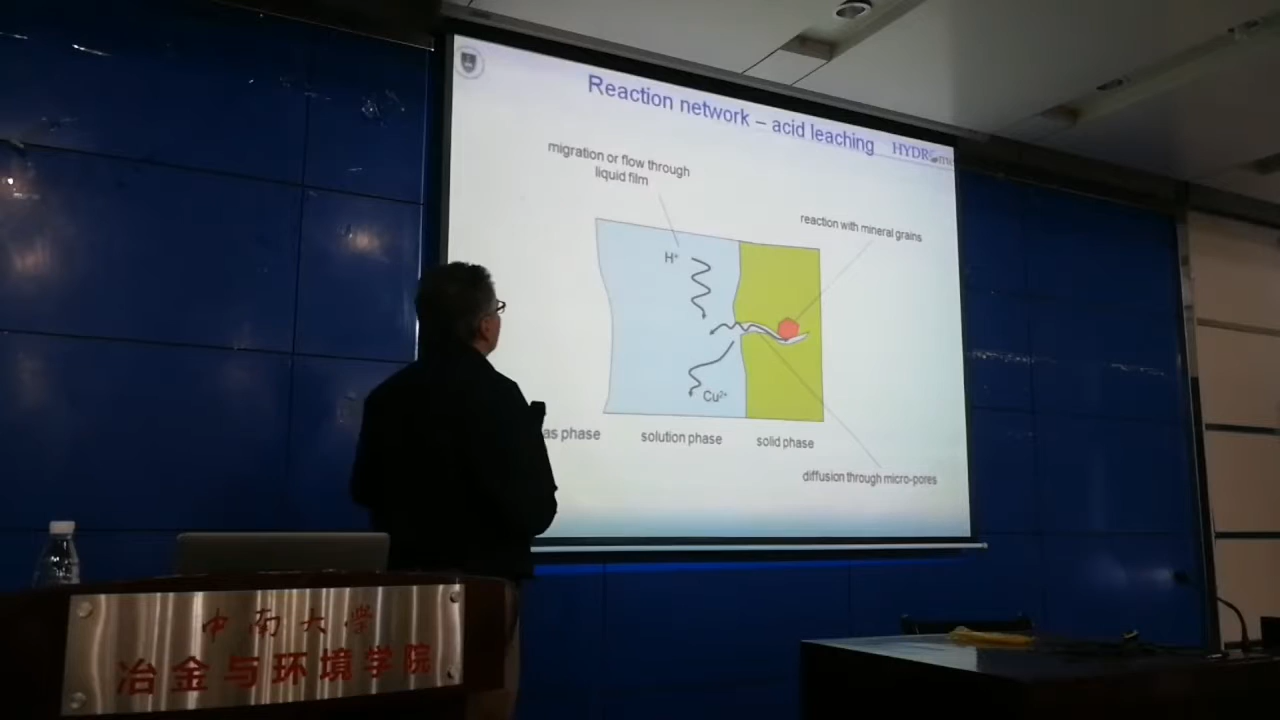 Reaction network – acid leaching
HYDR
migration or flow through
liquid film
reaction with mineral grains
H⁺
Cu²⁺
as phase
solution phase
solid phase
diffusion through micro-pores
中南大学
冶金与环境学院